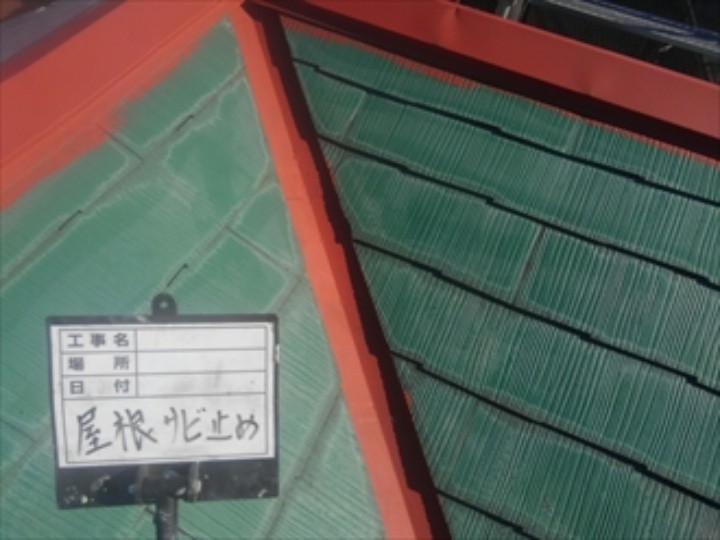 工事名
場所
日付
屋根サビ止め